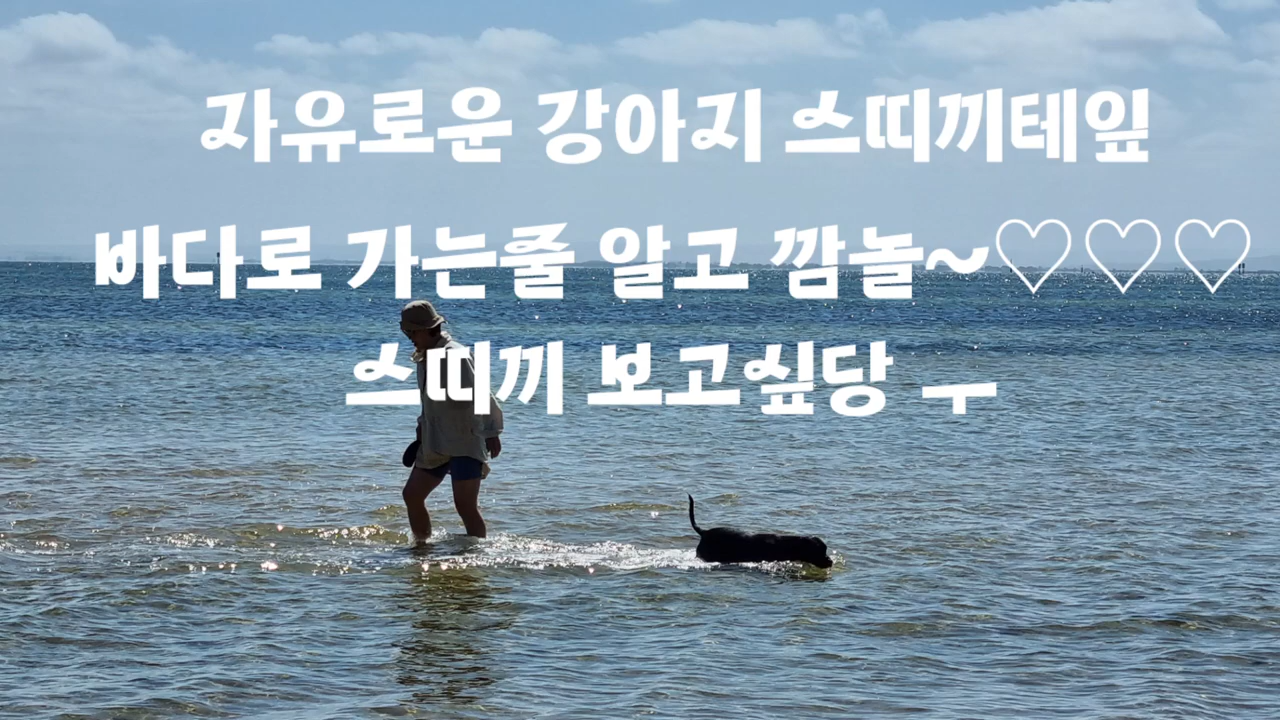 자유로운 강아지 스띠끼테잎
바다로 가는줄 알고 깜놀~♡♡♡
스띠끼 보고싶당 ㅜ